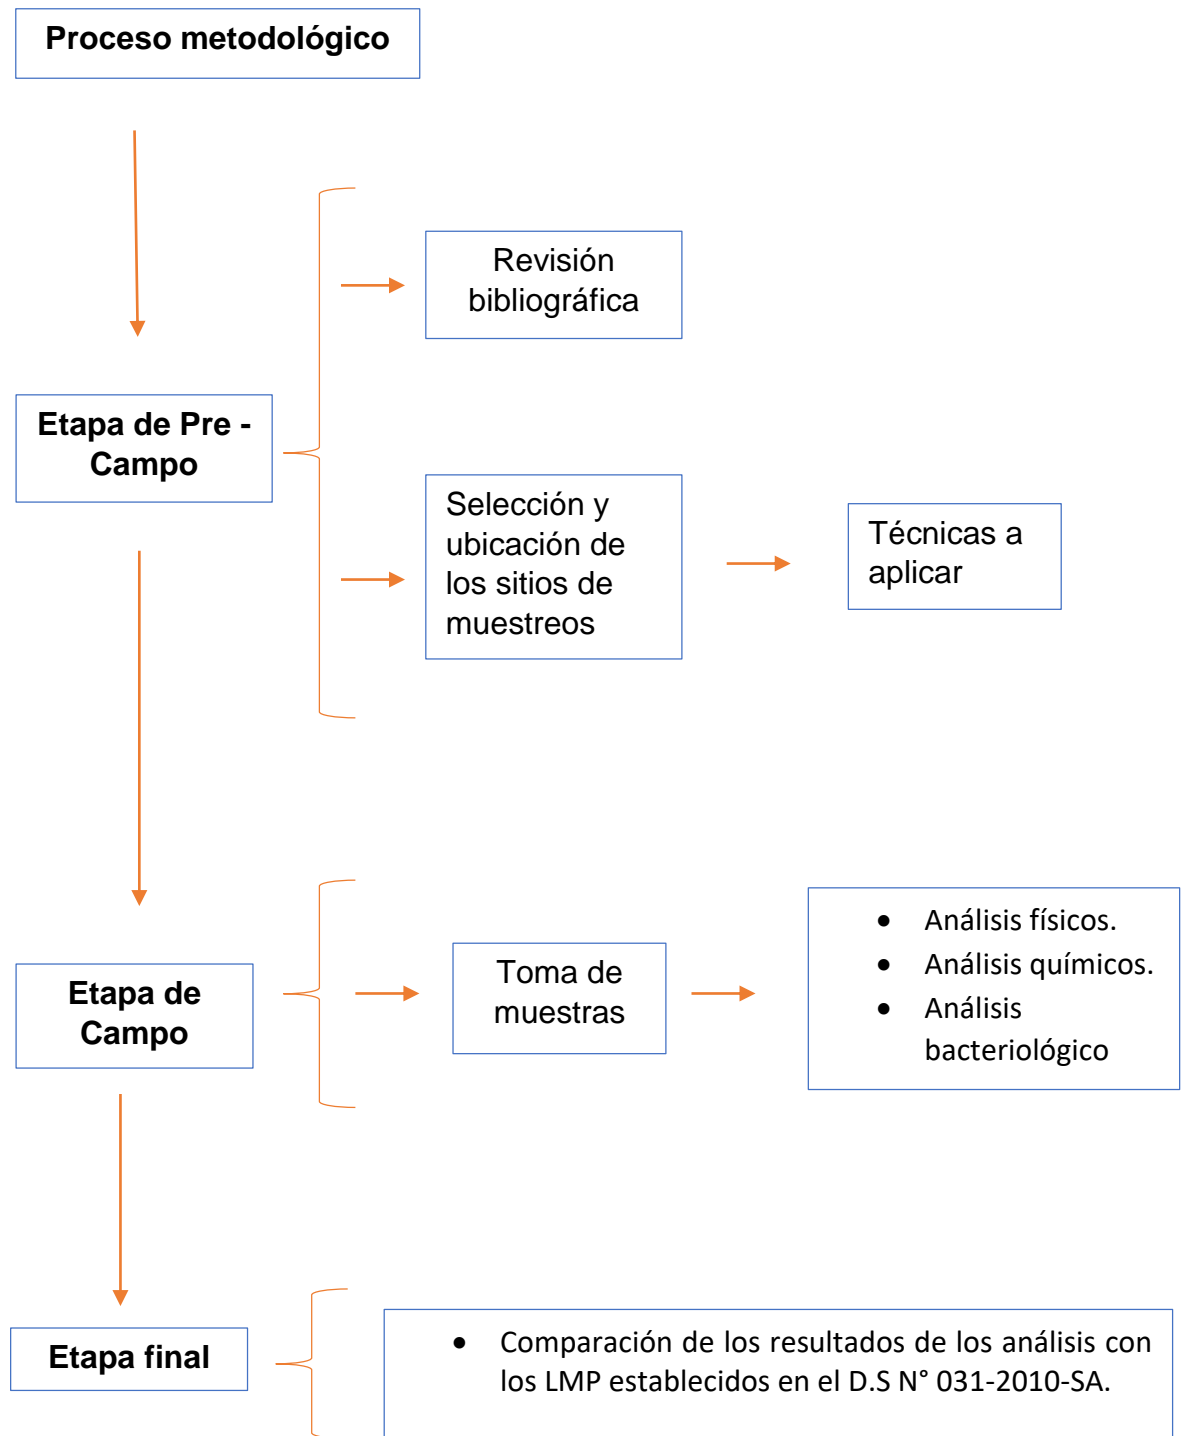 Proceso metodológico
Revisión
bibliográfica
Etapa de Pre -
Campo
Selección y
ubicación de
los sitios de
muestreos
Técnicas a
aplicar
Etapa de
Campo
Toma de
muestras
• Análisis físicos.
• Análisis químicos.
• Análisis
bacteriológico
Etapa final
• Comparación de los resultados de los análisis con
los LMP establecidos en el D.S N° 031-2010-SA.